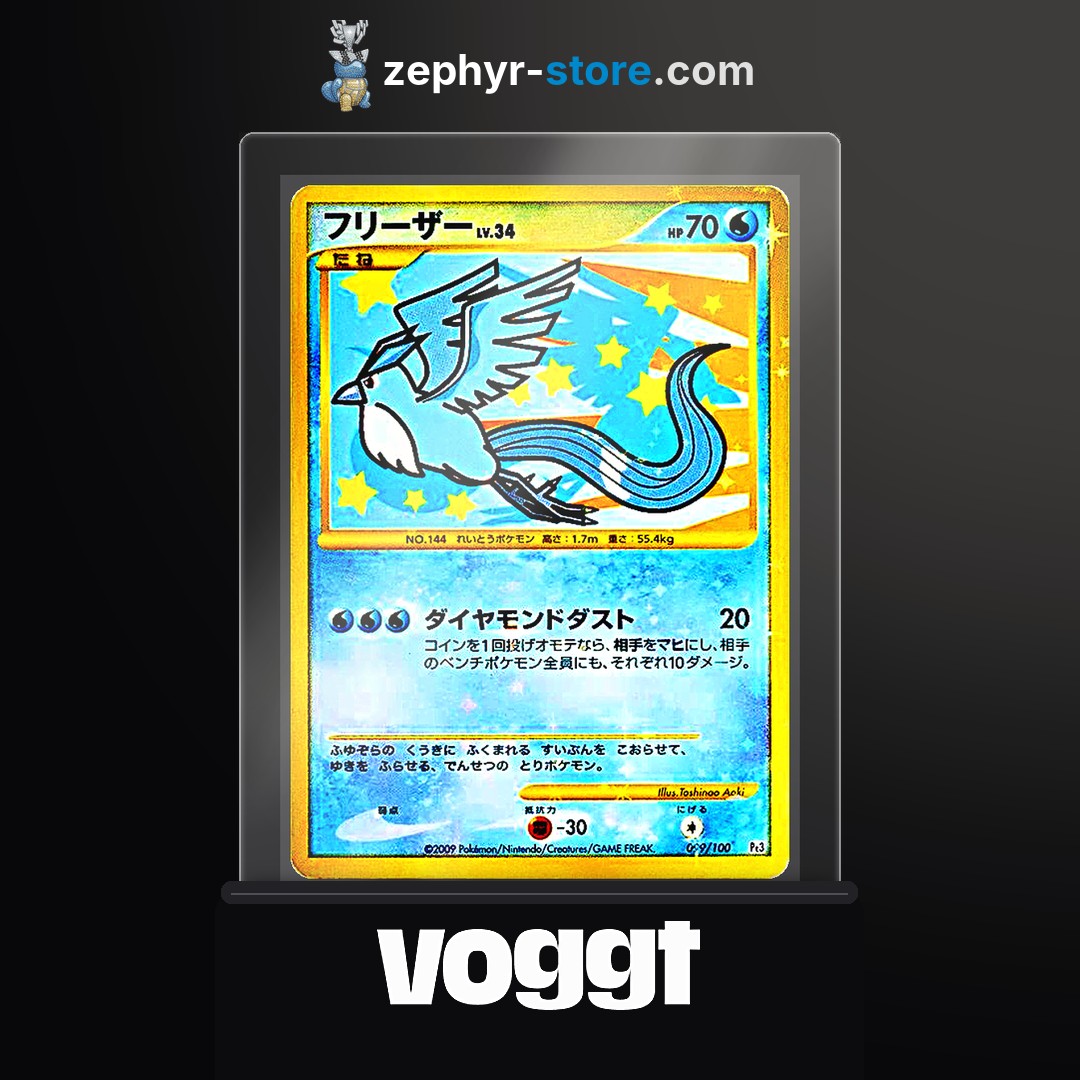 zephyr-store.com
フリーザー LV.34 HP70
たね
NO.144 れいとうポケモン 高さ:1.7m 重さ:55.4kg
ダイヤモンドダスト 20
コインを1回投げオモテなら、相手をマヒにし、相手
のベンチポケモン全員にも、それぞれ10ダメージ。
ふゆぞらの くうきに ふくまれる すいぶんを こおらせて、
ゆきを ふらせる、でんせつの とりポケモン。
Illus. Toshinao Aoki
弱点 抵抗力 にげる
-30
©2009 Pokémon/Nintendo/Creatures/GAME FREAK. /100 Pt3
voggt